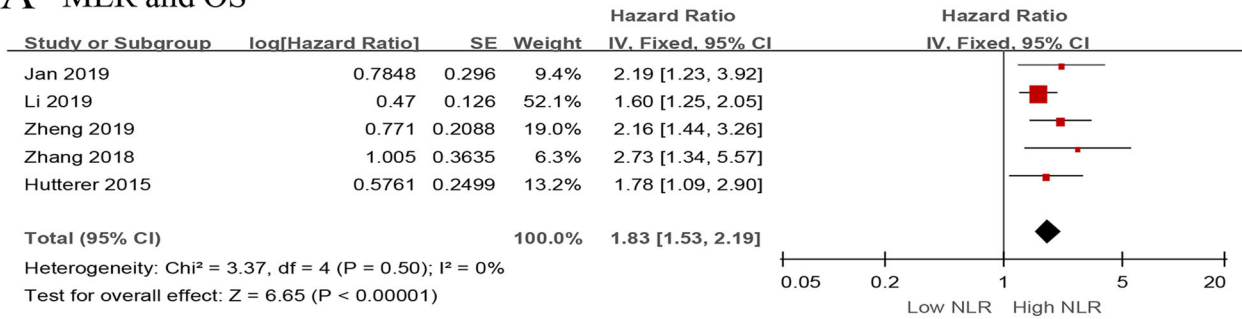 A MLR and OS
Hazard Ratio Hazard Ratio
Study or Subgroup log[Hazard Ratio] SE Weight IV, Fixed, 95% CI IV, Fixed, 95% CI
Jan 2019 0.7848 0.296 9.4% 2.19 [1.23, 3.92]
Li 2019 0.47 0.126 52.1% 1.60 [1.25, 2.05]
Zheng 2019 0.771 0.2088 19.0% 2.16 [1.44, 3.26]
Zhang 2018 1.005 0.3635 6.3% 2.73 [1.34, 5.57]
Hutterer 2015 0.5761 0.2499 13.2% 1.78 [1.09, 2.90]
Total (95% CI) 100.0% 1.83 [1.53, 2.19]
Heterogeneity: Chi² = 3.37, df = 4 (P = 0.50); I² = 0%
Test for overall effect: Z = 6.65 (P < 0.00001)
0.05 0.2 1 5 20
Low NLR High NLR